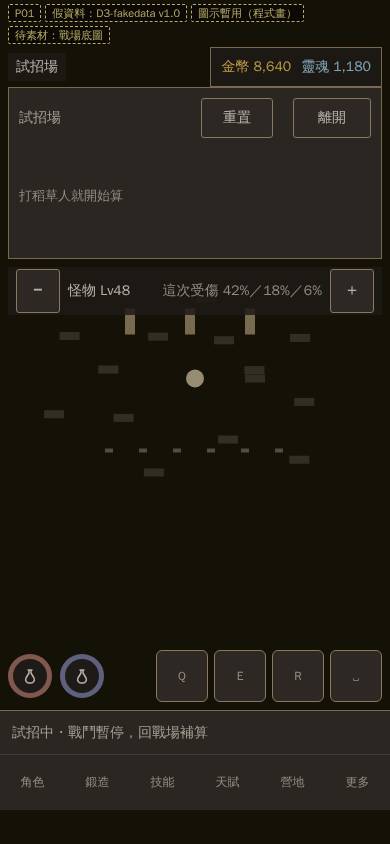 P01 假資料：D3-fakedata v1.0 圖示暫用（程式畫）
待素材：戰場底圖
試招場 金幣 8,640 靈魂 1,180
試招場 重置 離開
打稻草人就開始算
− 怪物 Lv48 這次受傷 42%／18%／6% +
Q E R ⎵
試招中・戰鬥暫停，回戰場補算
角色 鍛造 技能 天賦 營地 更多